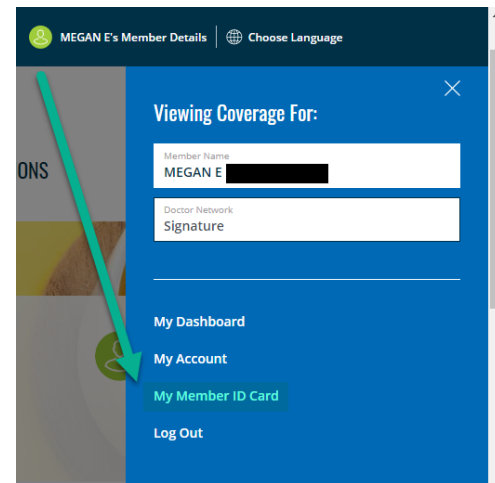 MEGAN E's Member Details
Choose Language
Viewing Coverage For:
ONS
Member Name
MEGAN E
Doctor Network
Signature
My Dashboard
My Account
My Member ID Card
Log Out